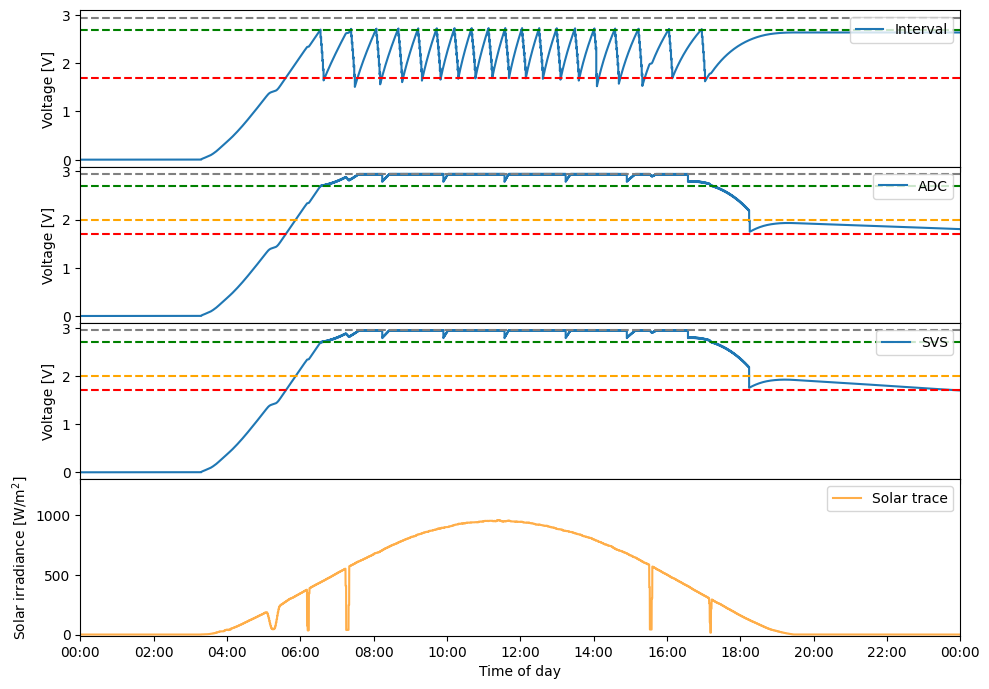 3
2
1
0
Voltage [V]
Interval
3
2
1
0
Voltage [V]
ADC
3
2
1
0
Voltage [V]
SVS
1000
500
0
Solar irradiance [W/m²]
Solar trace
00:00 02:00 04:00 06:00 08:00 10:00 12:00 14:00 16:00 18:00 20:00 22:00 00:00
Time of day